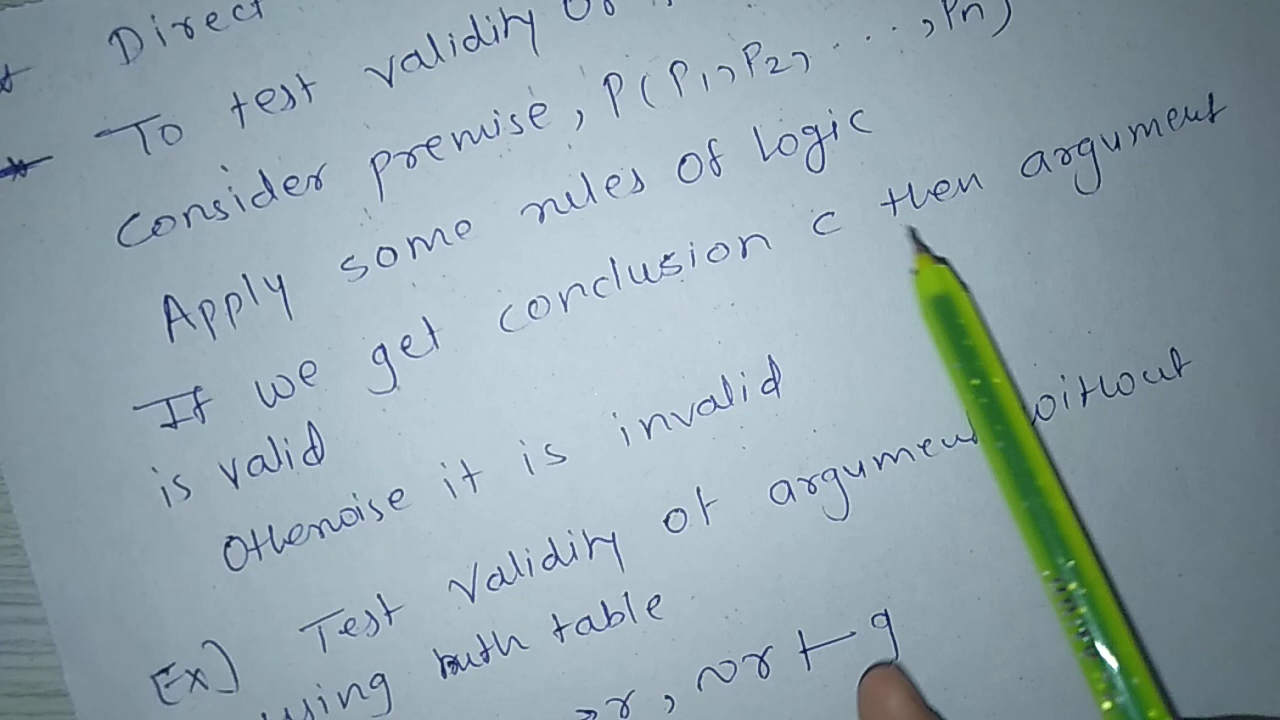 Direct
To test validity of
Consider premise, P(P1, P2, ...., Pn)
Apply some rules of logic
If we get conclusion c then argument
is valid
Otherwise it is invalid
Ex) Test validity of argument without
using truth table
r, ~r ⊢ q